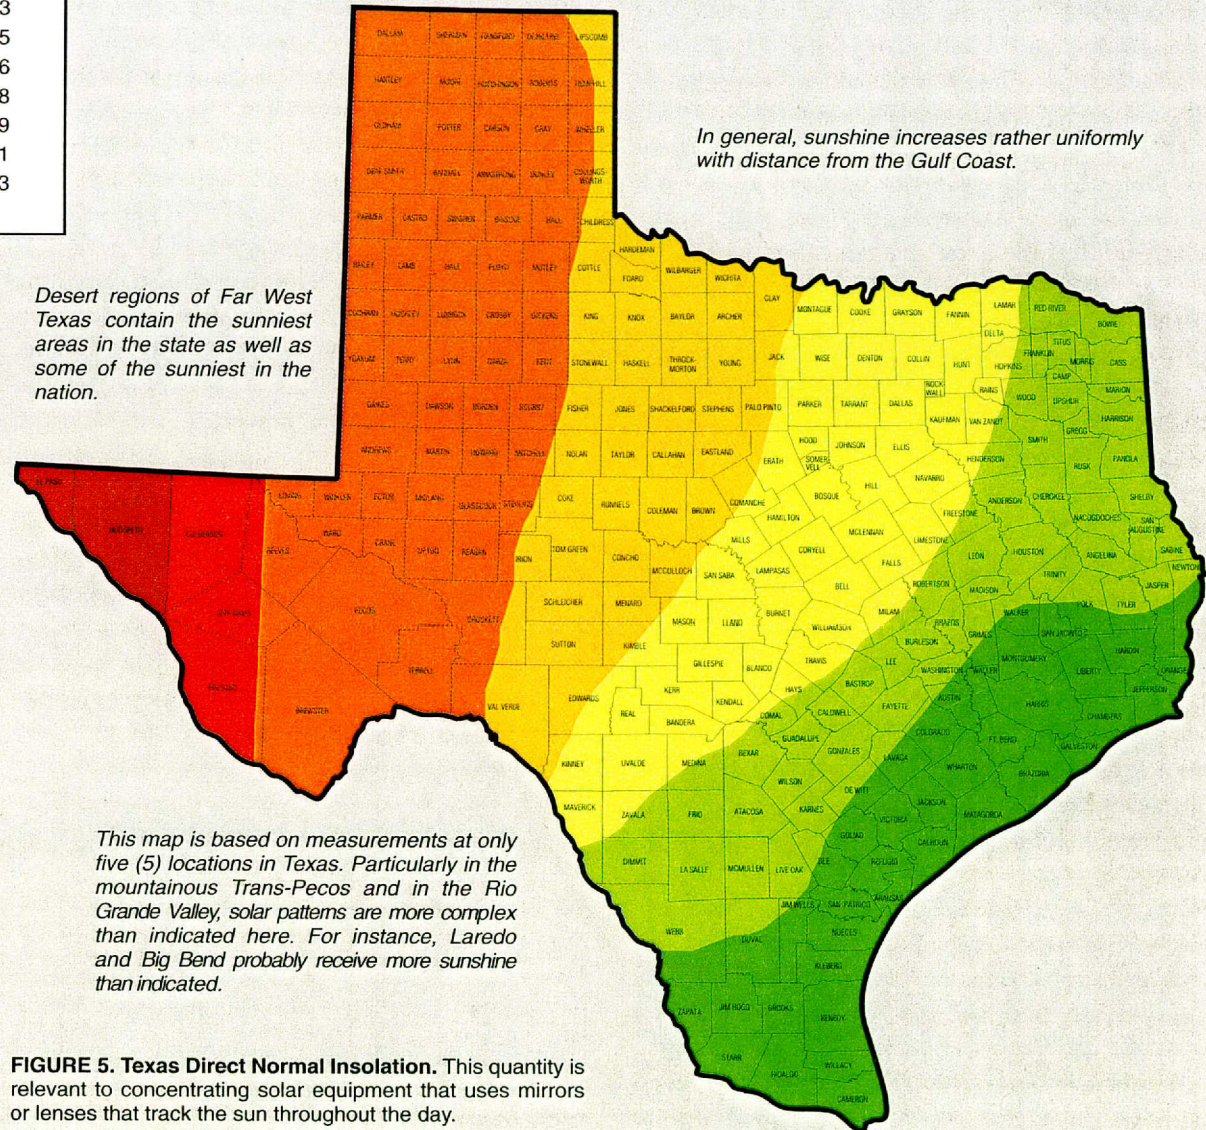 3
5
6
8
9
1
3
In general, sunshine increases rather uniformly
with distance from the Gulf Coast.
Desert regions of Far West
Texas contain the sunniest
areas in the state as well as
some of the sunniest in the
nation.
DALLAM SHERMAN HANSFORD OCHILTREE LIPSCOMB
HARTLEY MOORE HUTCHINSON ROBERTS HEMPHILL
OLDHAM POTTER CARSON GRAY WHEELER
DEAF SMITH RANDALL ARMSTRONG DONLEY COLLINGS-
WORTH
PARMER CASTRO SWISHER BRISCOE HALL CHILDRESS
BAILEY LAMB HALE FLOYD MOTLEY COTTLE HARDEMAN
FOARD WILBARGER WICHITA CLAY
COCHRAN HOCKLEY LUBBOCK CROSBY DICKENS KING KNOX BAYLOR ARCHER MONTAGUE COOKE GRAYSON FANNIN LAMAR RED RIVER BOWIE
DELTA TITUS
YOAKUM TERRY LYNN GARZA KENT STONEWALL HASKELL THROCK-
MORTON YOUNG JACK WISE DENTON COLLIN HUNT HOPKINS FRANKLIN MORRIS CASS
CAMP
ROCK-
WALL RAINS WOOD UPSHUR MARION
GAINES DAWSON BORDEN SCURRY FISHER JONES SHACKELFORD STEPHENS PALO PINTO PARKER TARRANT DALLAS KAUFMAN VAN ZANDT GREGG HARRISON
ANDREWS MARTIN HOWARD MITCHELL NOLAN TAYLOR CALLAHAN EASTLAND ERATH HOOD SOMER-
VELL JOHNSON ELLIS HENDERSON SMITH RUSK PANOLA
EL PASO HUDSPETH CULBERSON LOVING WINKLER ECTOR MIDLAND GLASSCOCK STERLING COKE RUNNELS COLEMAN BROWN COMANCHE BOSQUE HILL NAVARRO ANDERSON CHEROKEE SHELBY
REEVES WARD CRANE UPTON REAGAN IRION TOM GREEN CONCHO MILLS HAMILTON MCLENNAN LIMESTONE FREESTONE NACOGDOCHES SAN
AUGUSTINE
MCCULLOCH SAN SABA LAMPASAS CORYELL FALLS LEON HOUSTON ANGELINA SABINE
NEWTON
JEFF DAVIS PECOS CROCKETT SCHLEICHER MENARD BELL ROBERTSON MADISON TRINITY JASPER
MASON LLANO BURNET WILLIAMSON MILAM BRAZOS GRIMES WALKER POLK TYLER
TERRELL SUTTON KIMBLE GILLESPIE BLANCO TRAVIS BURLESON LEE WASHINGTON WALLER SAN JACINTO HARDIN
MONTGOMERY LIBERTY ORANGE
PRESIDIO BREWSTER VAL VERDE EDWARDS KERR KENDALL HAYS BASTROP FAYETTE AUSTIN HARRIS JEFFERSON
REAL BANDERA COMAL CALDWELL COLORADO FT. BEND CHAMBERS
KINNEY UVALDE MEDINA BEXAR GUADALUPE GONZALES LAVACA WHARTON BRAZORIA GALVESTON
MAVERICK ZAVALA FRIO ATACOSA WILSON KARNES DE WITT JACKSON MATAGORDA
VICTORIA CALHOUN
DIMMIT LA SALLE MCMULLEN LIVE OAK BEE GOLIAD REFUGIO
WEBB DUVAL JIM WELLS SAN PATRICO ARANSAS
NUECES
KLEBERG
ZAPATA JIM HOGG BROOKS KENEDY
STARR HIDALGO WILLACY
CAMERON
This map is based on measurements at only
five (5) locations in Texas. Particularly in the
mountainous Trans-Pecos and in the Rio
Grande Valley, solar patterns are more complex
than indicated here. For instance, Laredo
and Big Bend probably receive more sunshine
than indicated.
FIGURE 5. Texas Direct Normal Insolation. This quantity is
relevant to concentrating solar equipment that uses mirrors
or lenses that track the sun throughout the day.